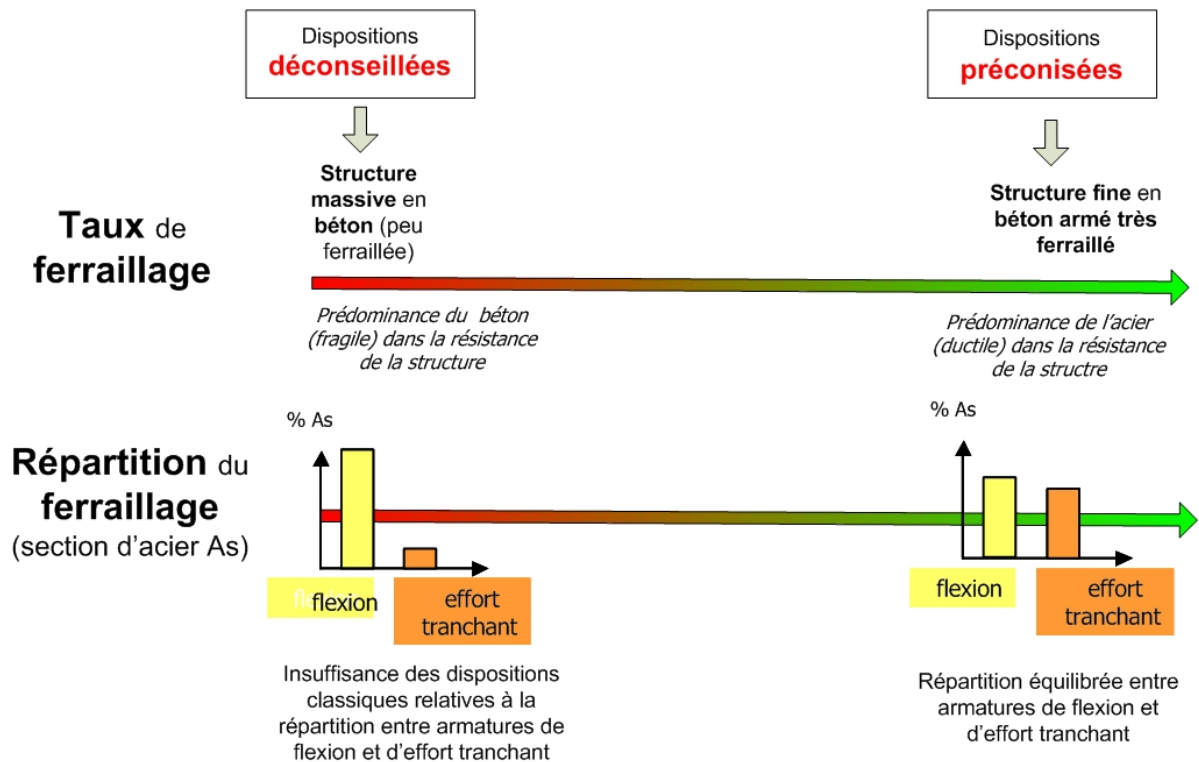 Dispositions
déconseillées
Dispositions
préconisées
Structure
massive en
béton (peu
ferraillée)
Structure fine en
béton armé très
ferraillé
Taux de
ferraillage
Prédominance du béton
(fragile) dans la résistance
de la structure
Prédominance de l'acier
(ductile) dans la résistance
de la structre
% As
% As
Répartition du
ferraillage
(section d'acier As)
flexion
effort
tranchant
flexion
effort
tranchant
Insuffisance des dispositions
classiques relatives à la
répartition entre armatures de
flexion et d'effort tranchant
Répartition équilibrée entre
armatures de flexion et
d'effort tranchant